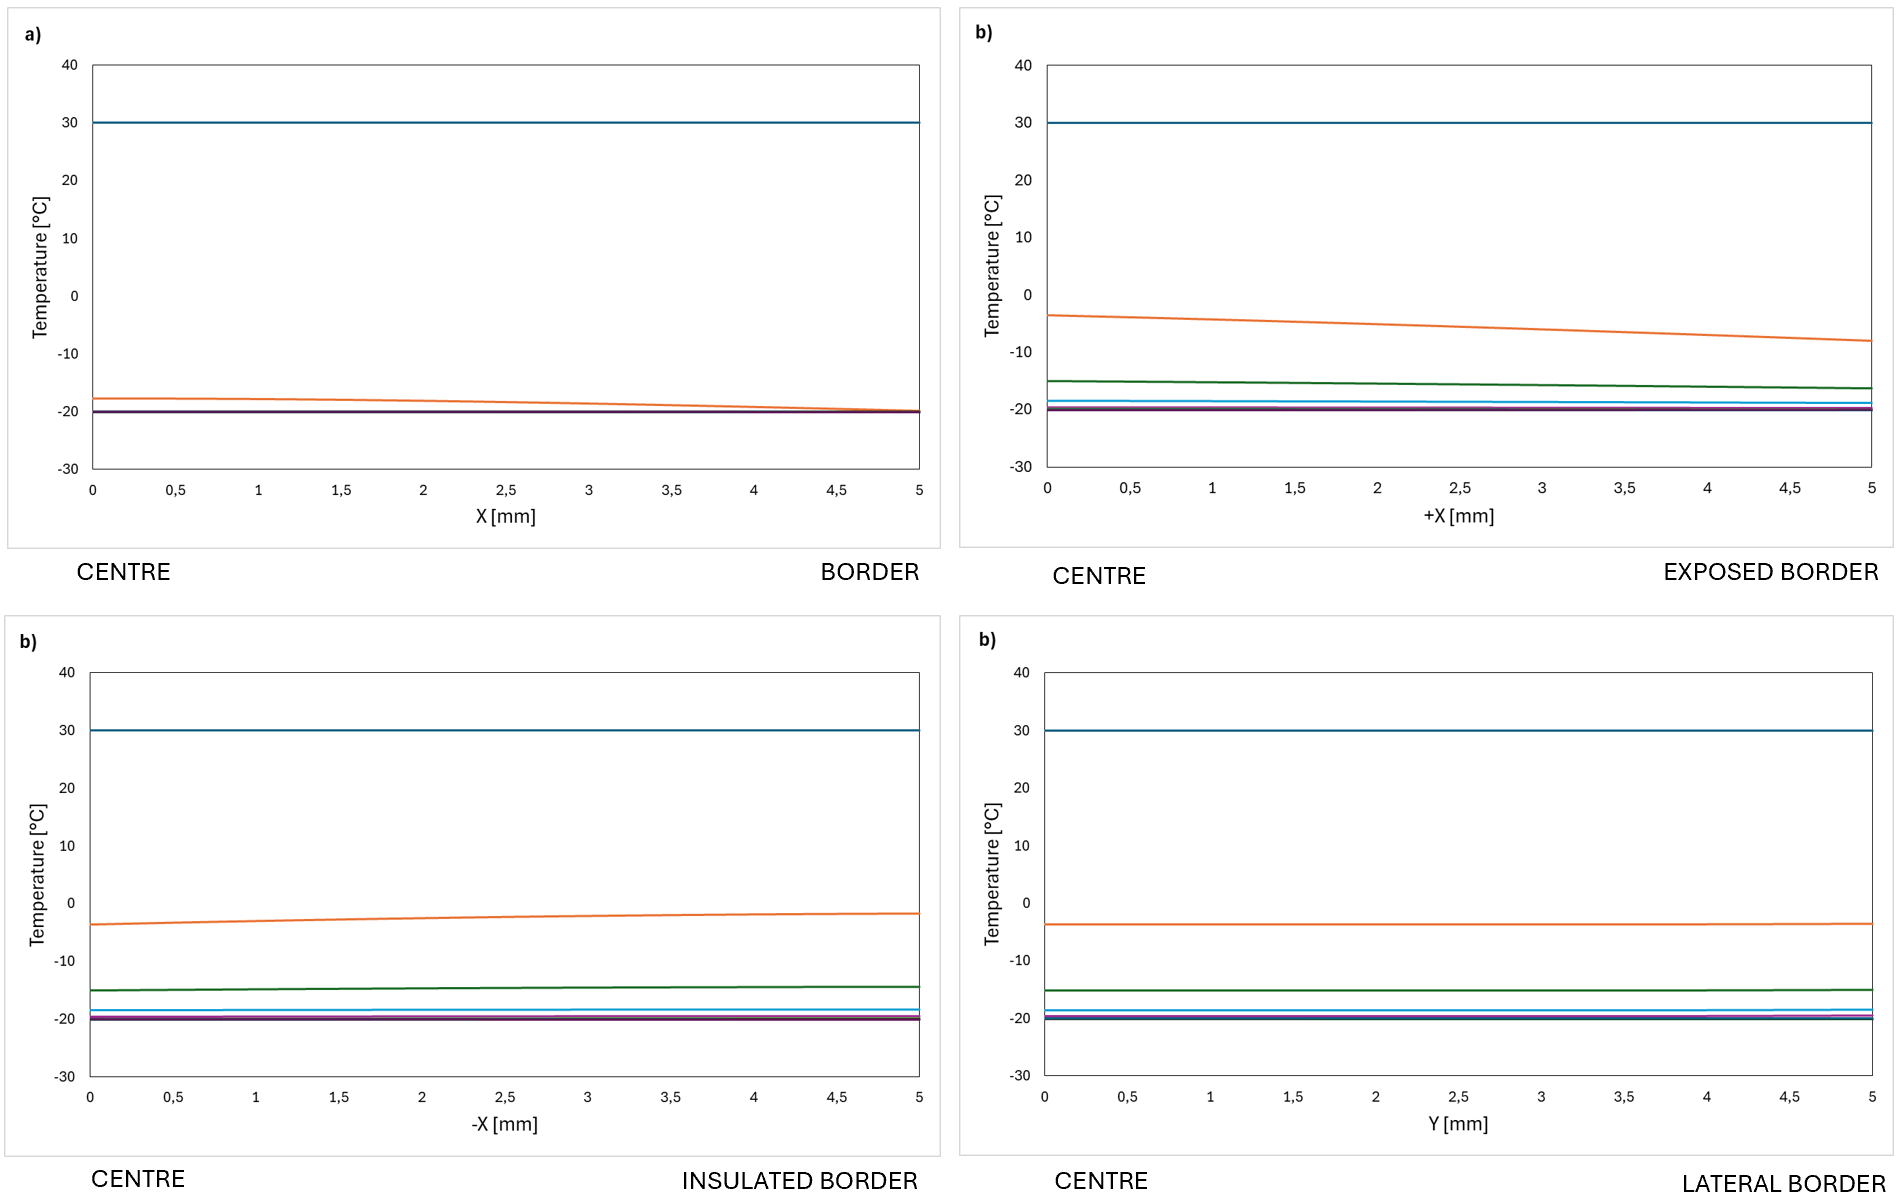 a)
40
30
20
10
0
-10
-20
-30
Temperature [°C]
0 0,5 1 1,5 2 2,5 3 3,5 4 4,5 5
X [mm]
CENTRE BORDER
b)
40
30
20
10
0
-10
-20
-30
Temperature [°C]
0 0,5 1 1,5 2 2,5 3 3,5 4 4,5 5
+X [mm]
CENTRE EXPOSED BORDER
b)
40
30
20
10
0
-10
-20
-30
Temperature [°C]
0 0,5 1 1,5 2 2,5 3 3,5 4 4,5 5
-X [mm]
CENTRE INSULATED BORDER
b)
40
30
20
10
0
-10
-20
-30
Temperature [°C]
0 0,5 1 1,5 2 2,5 3 3,5 4 4,5 5
Y [mm]
CENTRE LATERAL BORDER